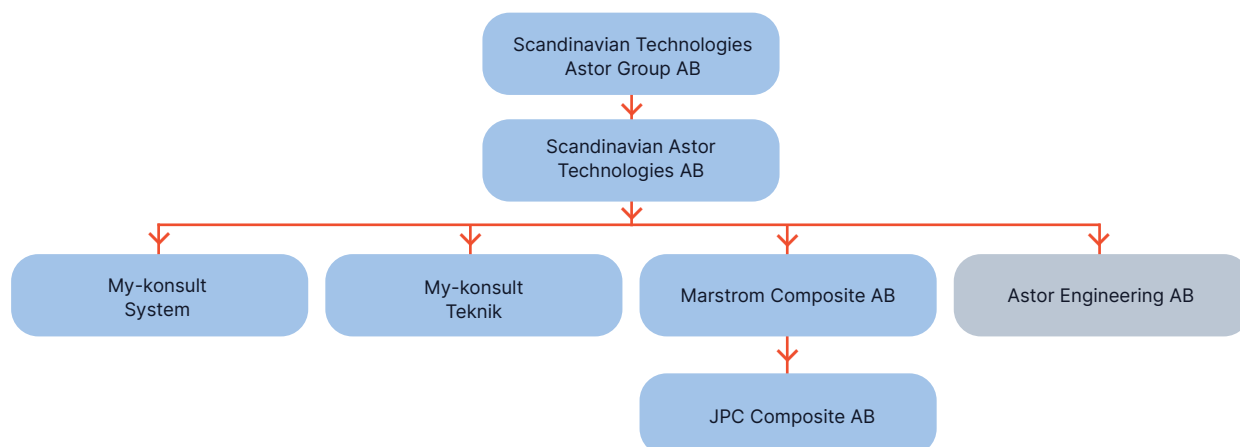 Scandinavian Technologies
Astor Group AB
Scandinavian Astor
Technologies AB
My-konsult
System
My-konsult
Teknik
Marstrom Composite AB
Astor Engineering AB
JPC Composite AB